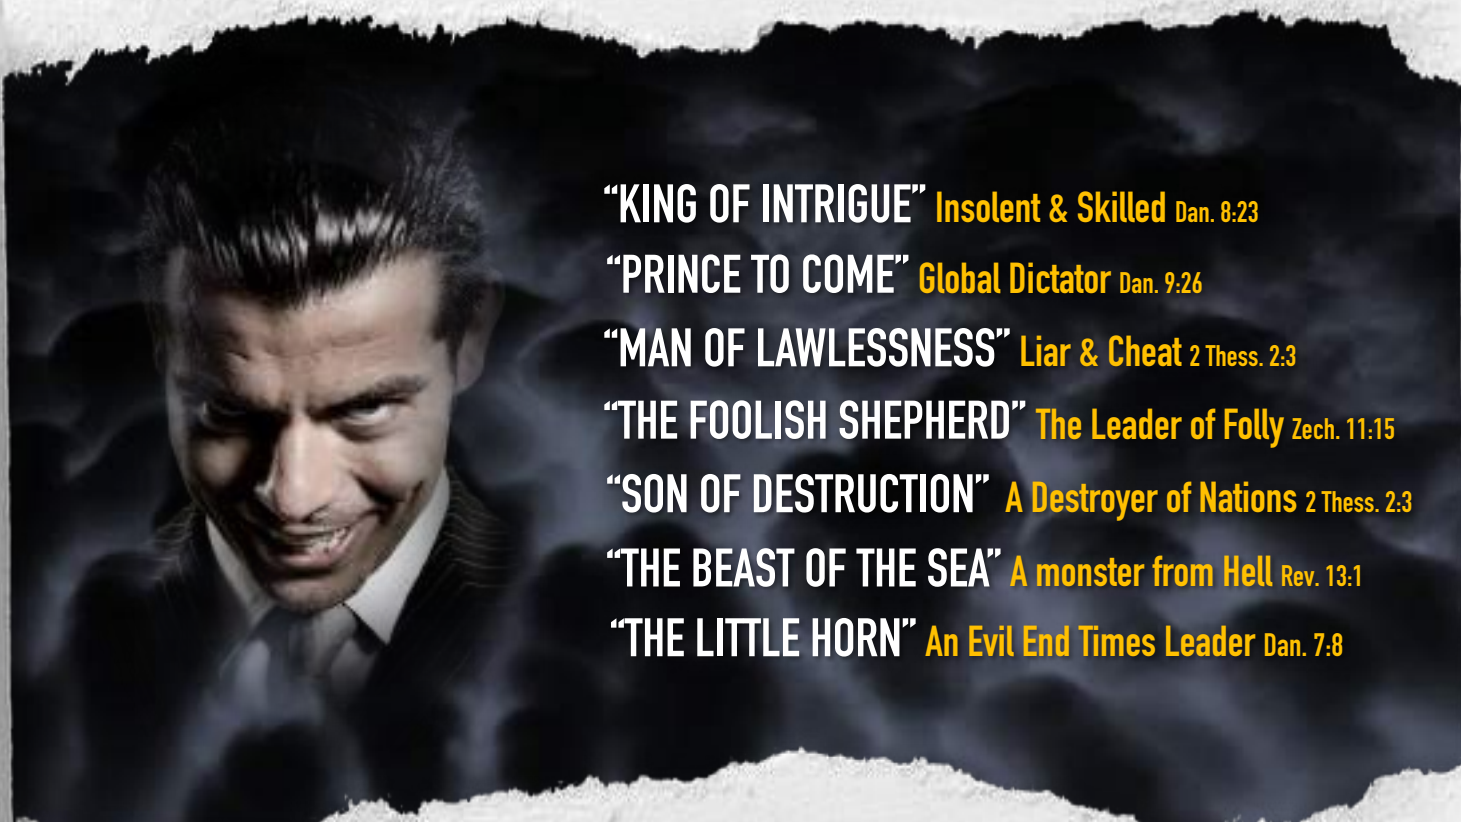 “KING OF INTRIGUE” Insolent & Skilled Dan. 8:23
“PRINCE TO COME” Global Dictator Dan. 9:26
“MAN OF LAWLESSNESS” Liar & Cheat 2 Thess. 2:3
“THE FOOLISH SHEPHERD” The Leader of Folly Zech. 11:15
“SON OF DESTRUCTION” A Destroyer of Nations 2 Thess. 2:3
“THE BEAST OF THE SEA” A monster from Hell Rev. 13:1
“THE LITTLE HORN” An Evil End Times Leader Dan. 7:8